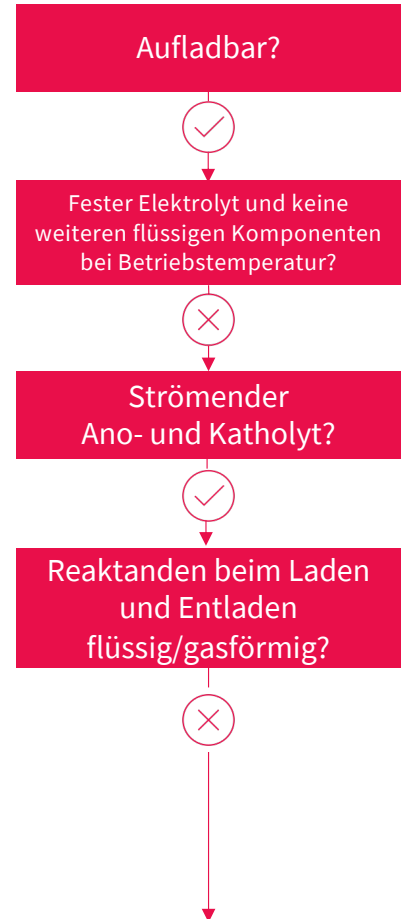 Aufladbar?
Fester Elektrolyt und keine
weiteren flüssigen Komponenten
bei Betriebstemperatur?
Strömender
Ano- und Katholyt?
Reaktanden beim Laden
und Entladen
flüssig/gasförmig?